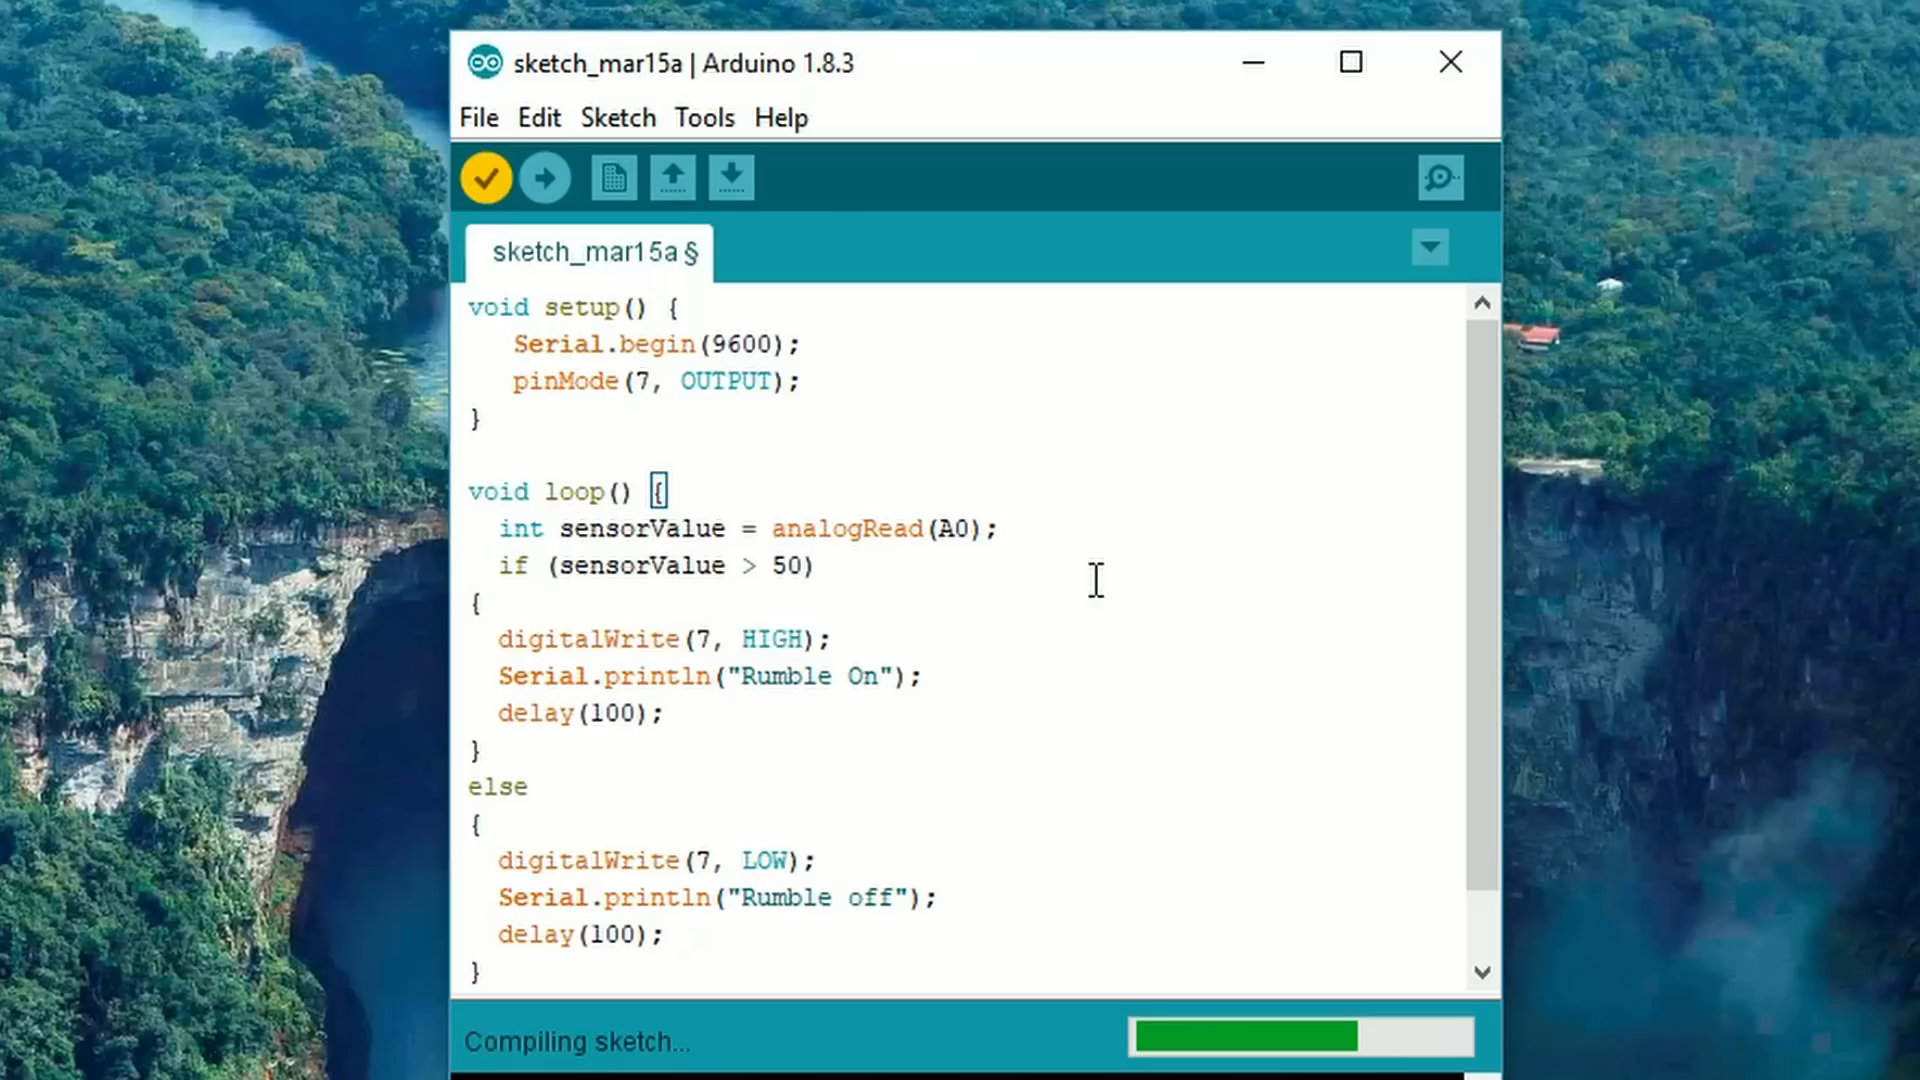 sketch_mar15a | Arduino 1.8.3
File Edit Sketch Tools Help
sketch_mar15a §
void setup() {
Serial.begin(9600);
pinMode(7, OUTPUT);
}
void loop() {
int sensorValue = analogRead(A0);
if (sensorValue > 50)
{
digitalWrite(7, HIGH);
Serial.println("Rumble On");
delay(100);
}
else
{
digitalWrite(7, LOW);
Serial.println("Rumble off");
delay(100);
}
Compiling sketch...